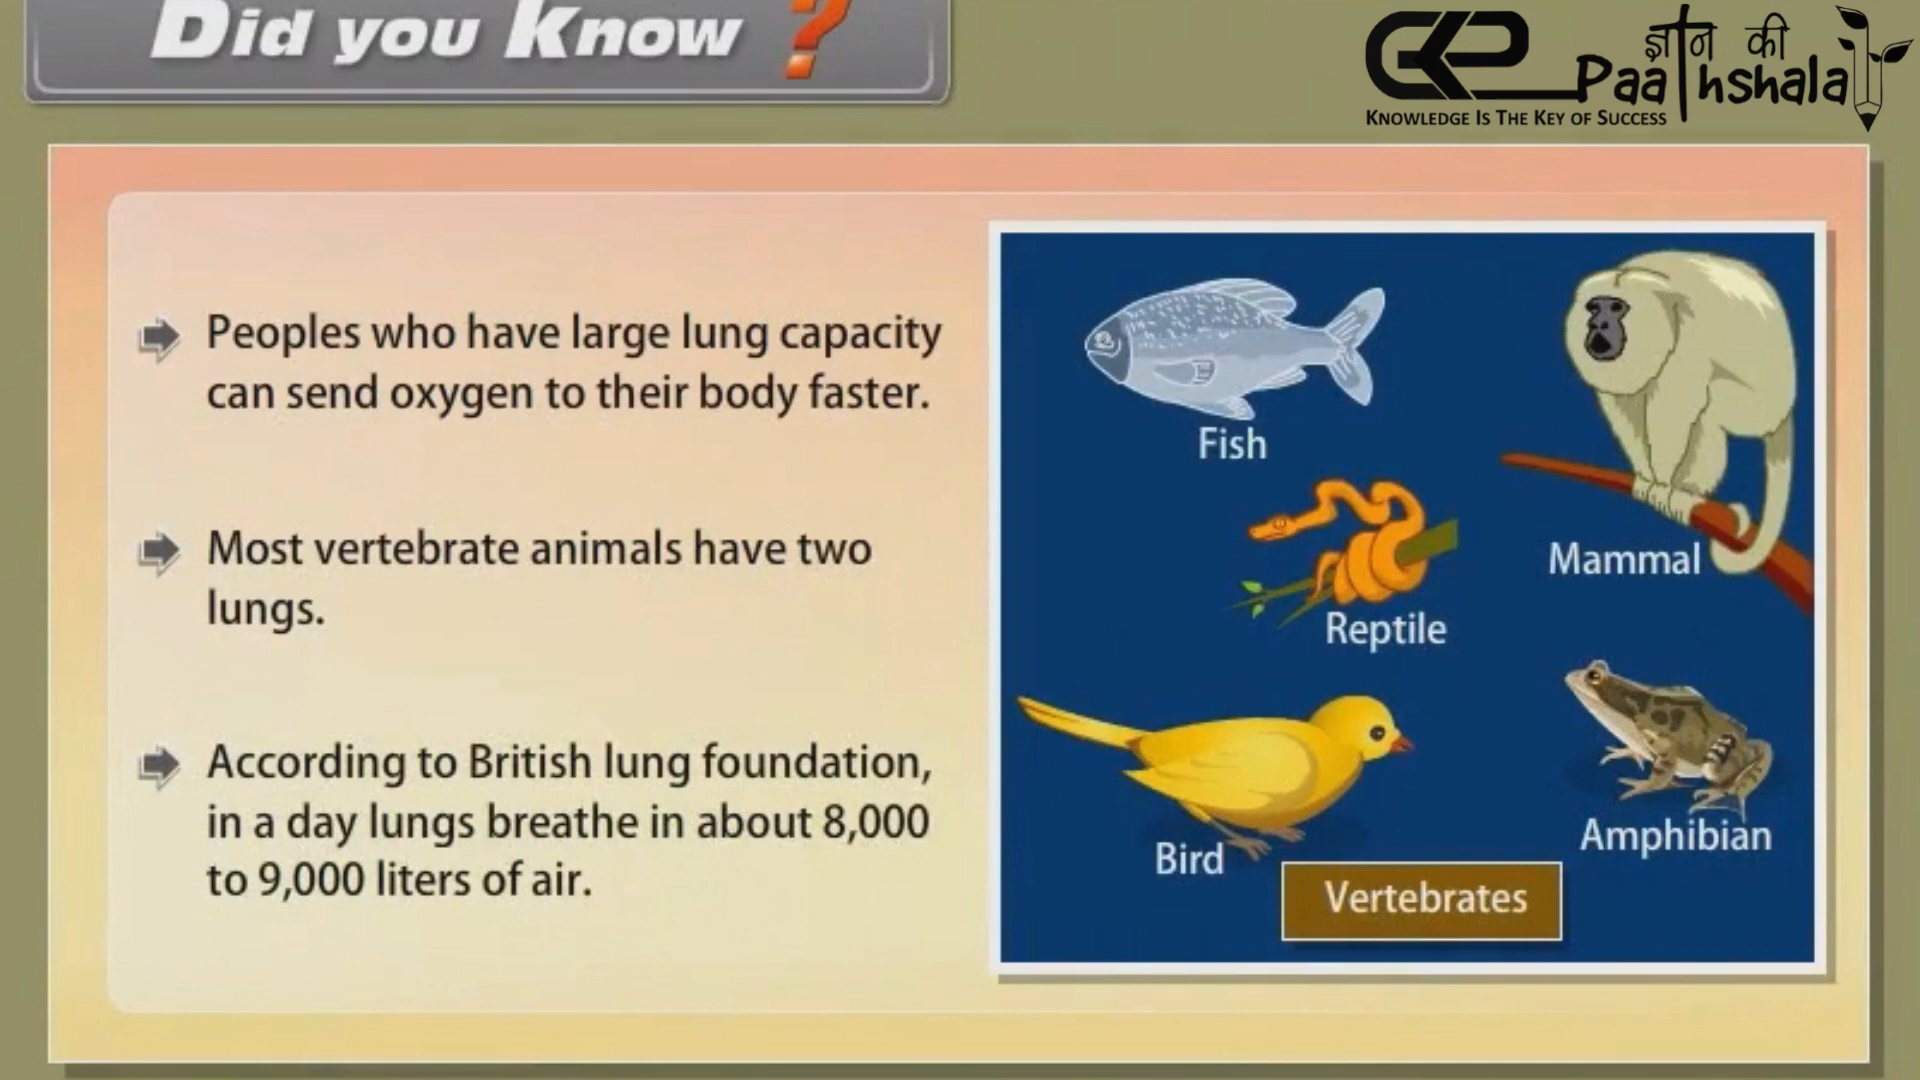 Did you Know ?
GKP ज्ञान की
Paathshala
KNOWLEDGE IS THE KEY OF SUCCESS
Peoples who have large lung capacity
can send oxygen to their body faster.
Most vertebrate animals have two
lungs.
According to British lung foundation,
in a day lungs breathe in about 8,000
to 9,000 liters of air.
Fish
Mammal
Reptile
Bird
Amphibian
Vertebrates